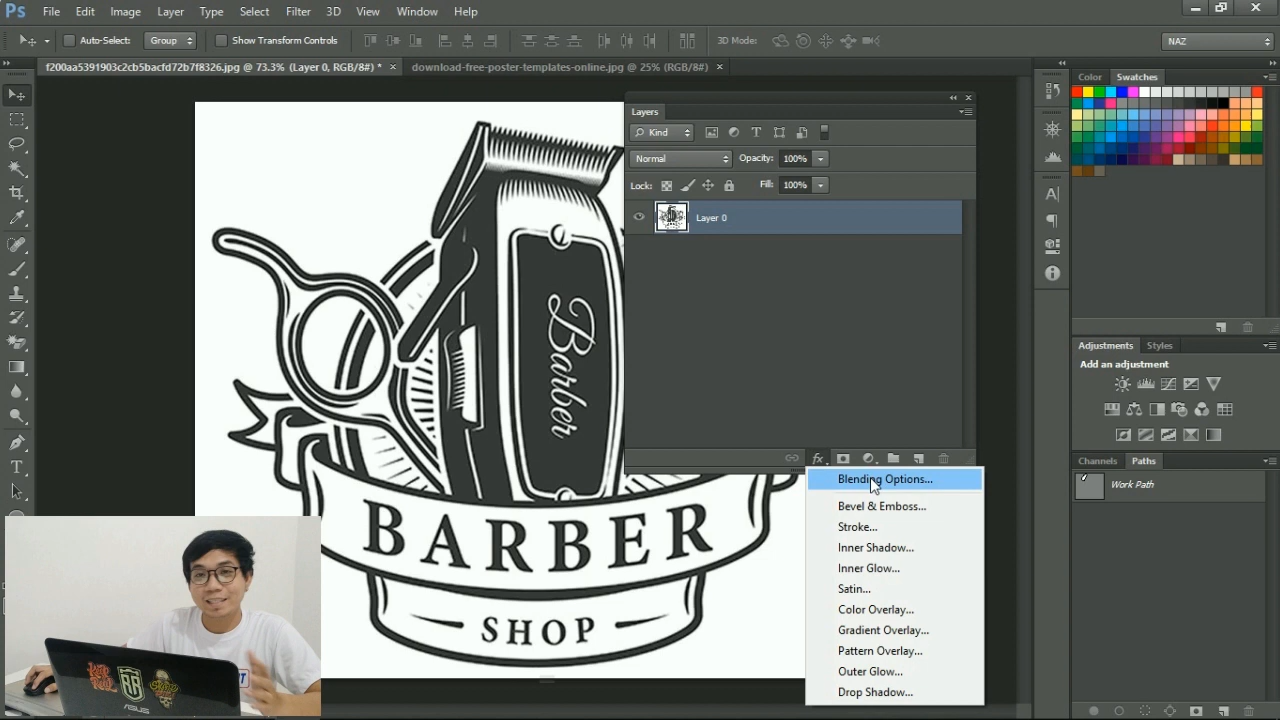 Ps File Edit Image Layer Type Select Filter 3D View Window Help
Auto-Select: Group Show Transform Controls 3D Mode: NAZ
f200aa5391903c2cb5bacfd72b7f8326.jpg @ 73.3% (Layer 0, RGB/8#) * × download-free-poster-templates-online.jpg @ 25% (RGB/8#) ×
Color Swatches
Layers
Kind
Normal Opacity: 100%
Lock: Fill: 100%
Layer 0
Barber
BARBER
SHOP
fx
Blending Options...
Bevel & Emboss...
Stroke...
Inner Shadow...
Inner Glow...
Satin...
Color Overlay...
Gradient Overlay...
Pattern Overlay...
Outer Glow...
Drop Shadow...
Adjustments Styles
Add an adjustment
Channels Paths
Work Path
ASUS